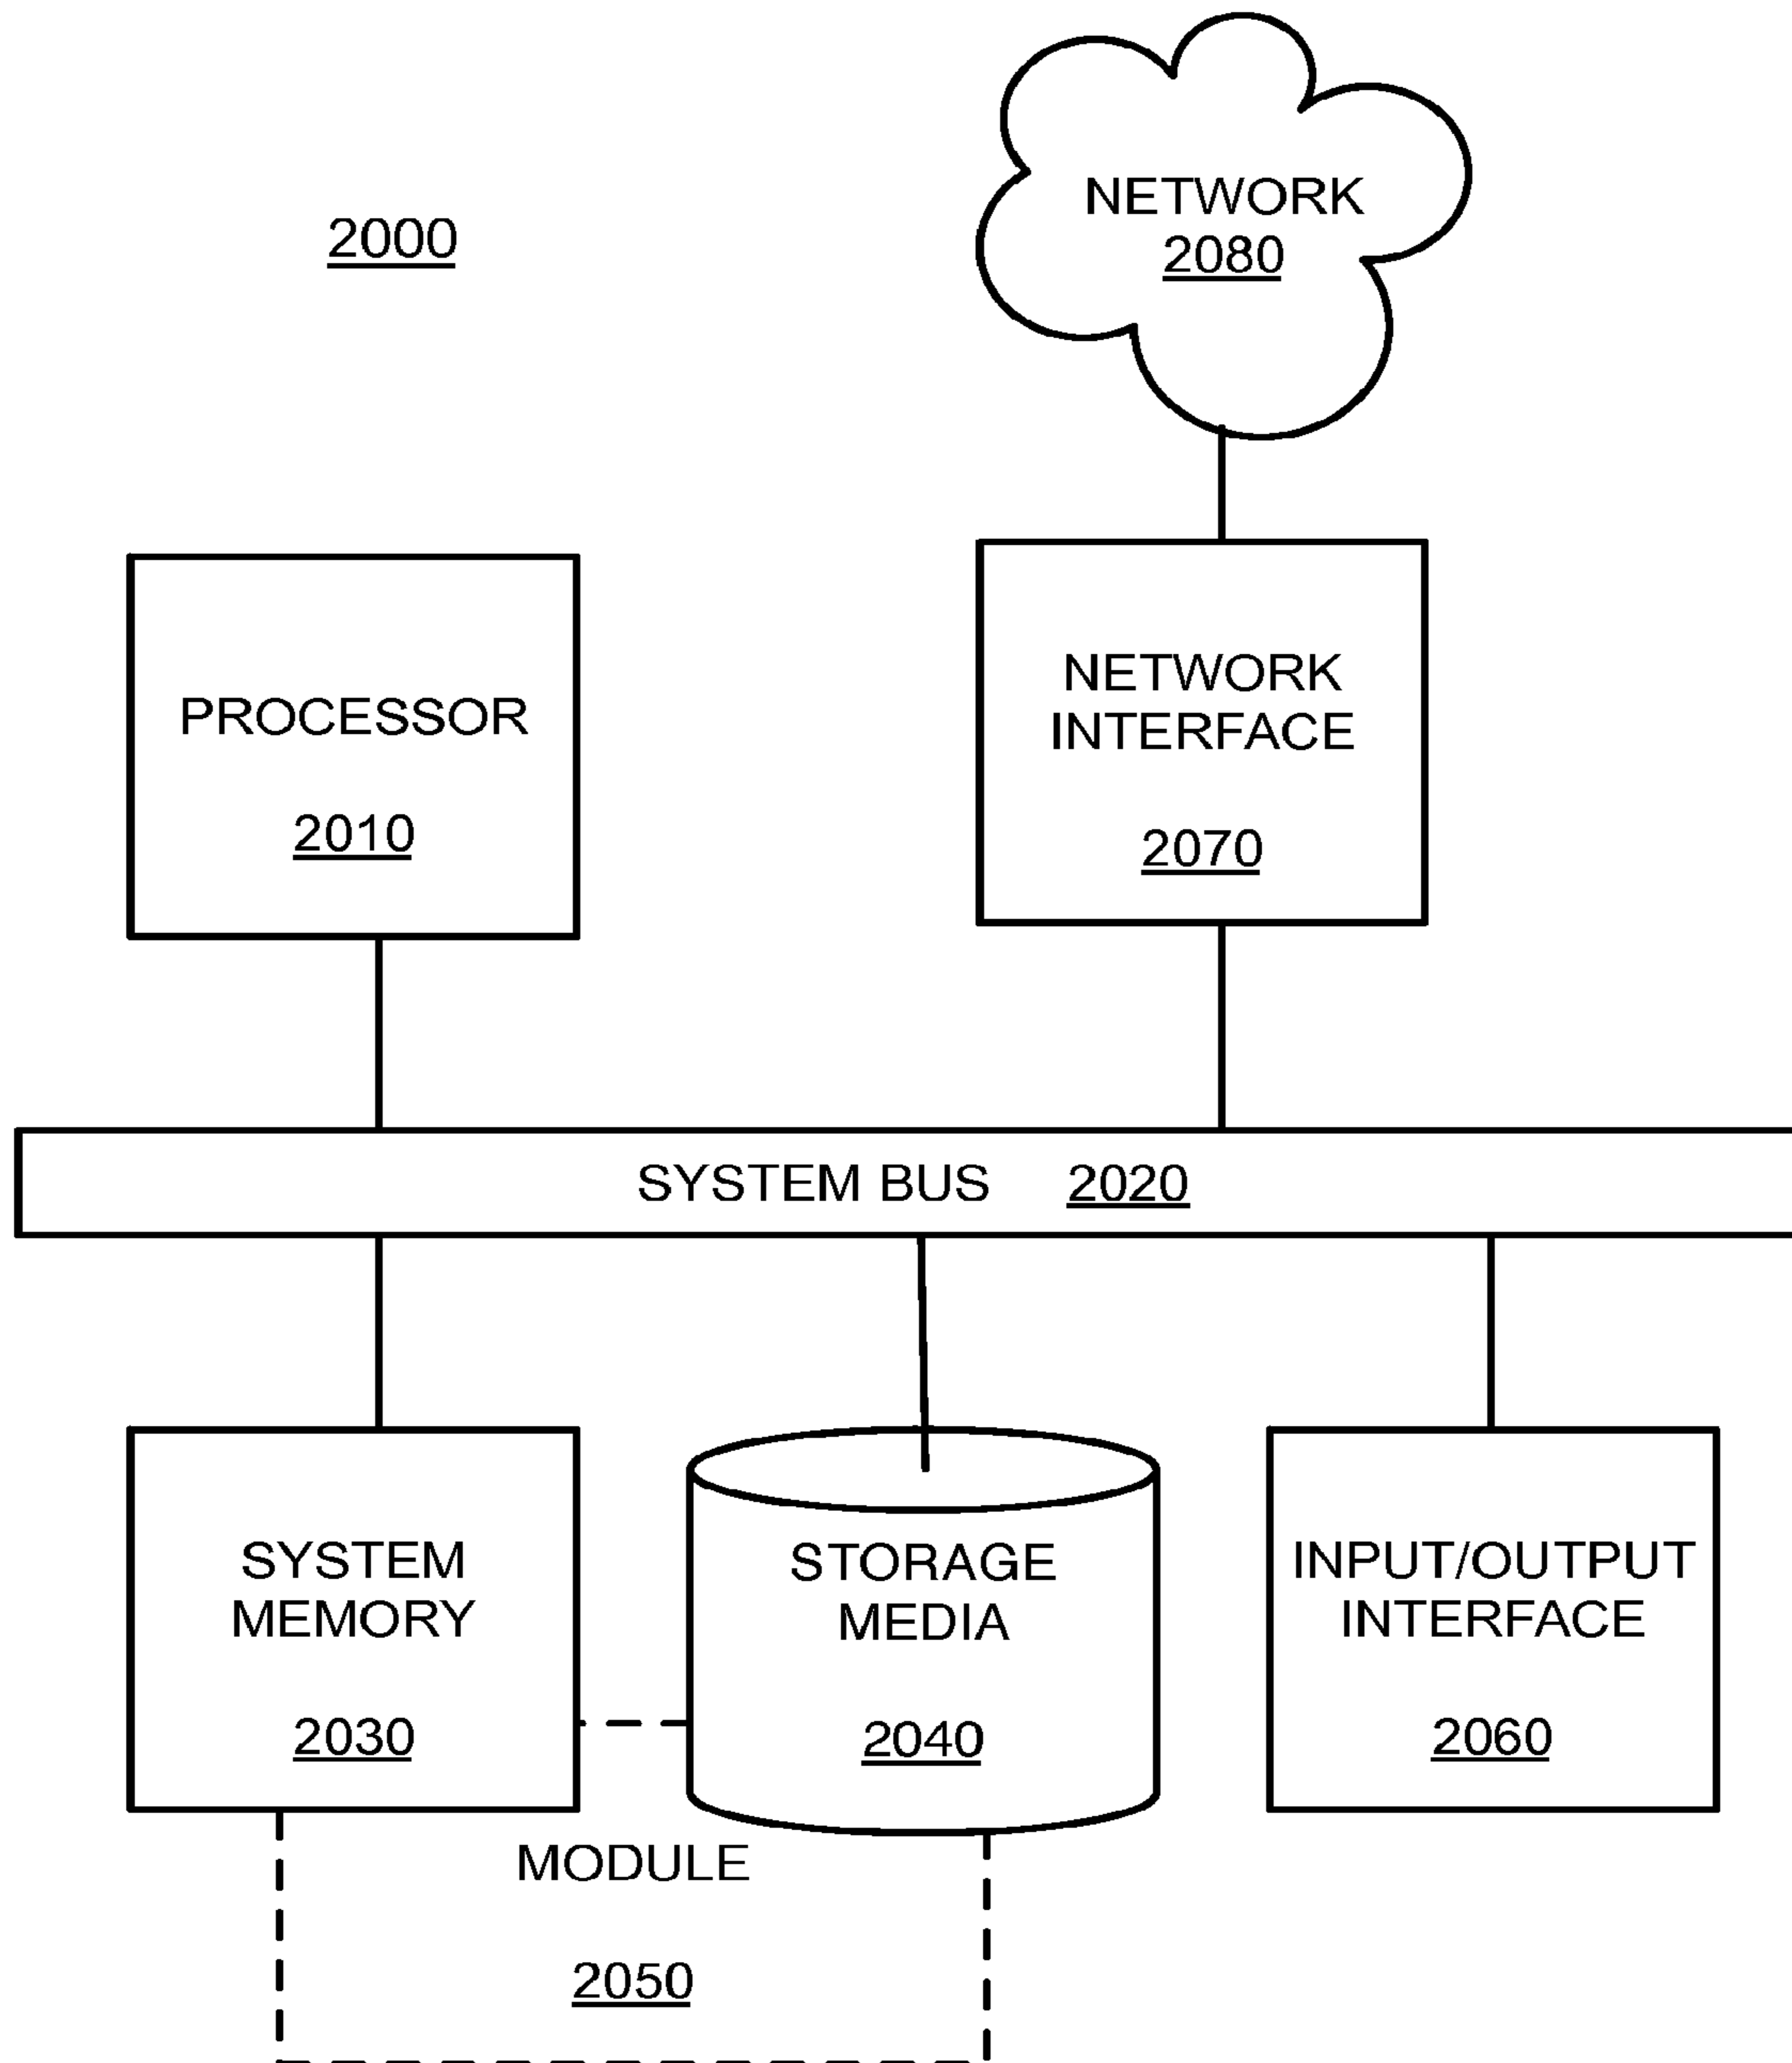 2000
NETWORK
2080
PROCESSOR
2010
NETWORK
INTERFACE
2070
SYSTEM BUS 2020
SYSTEM
MEMORY
2030
STORAGE
MEDIA
2040
INPUT/OUTPUT
INTERFACE
2060
MODULE
2050